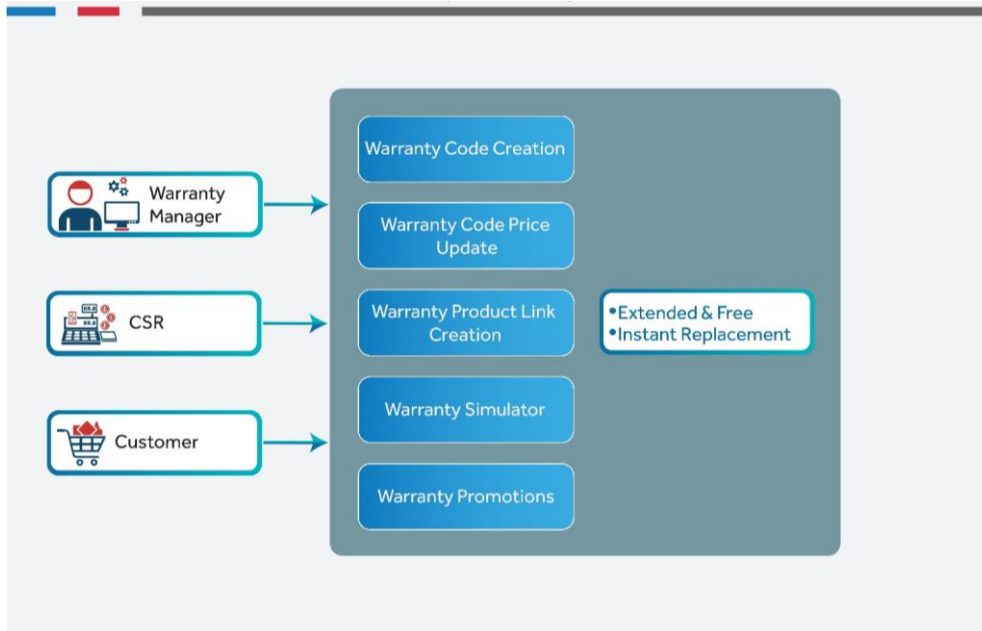 Warranty
Manager
CSR
Customer
Warranty Code Creation
Warranty Code Price
Update
Warranty Product Link
Creation
Warranty Simulator
Warranty Promotions
•Extended & Free
•Instant Replacement